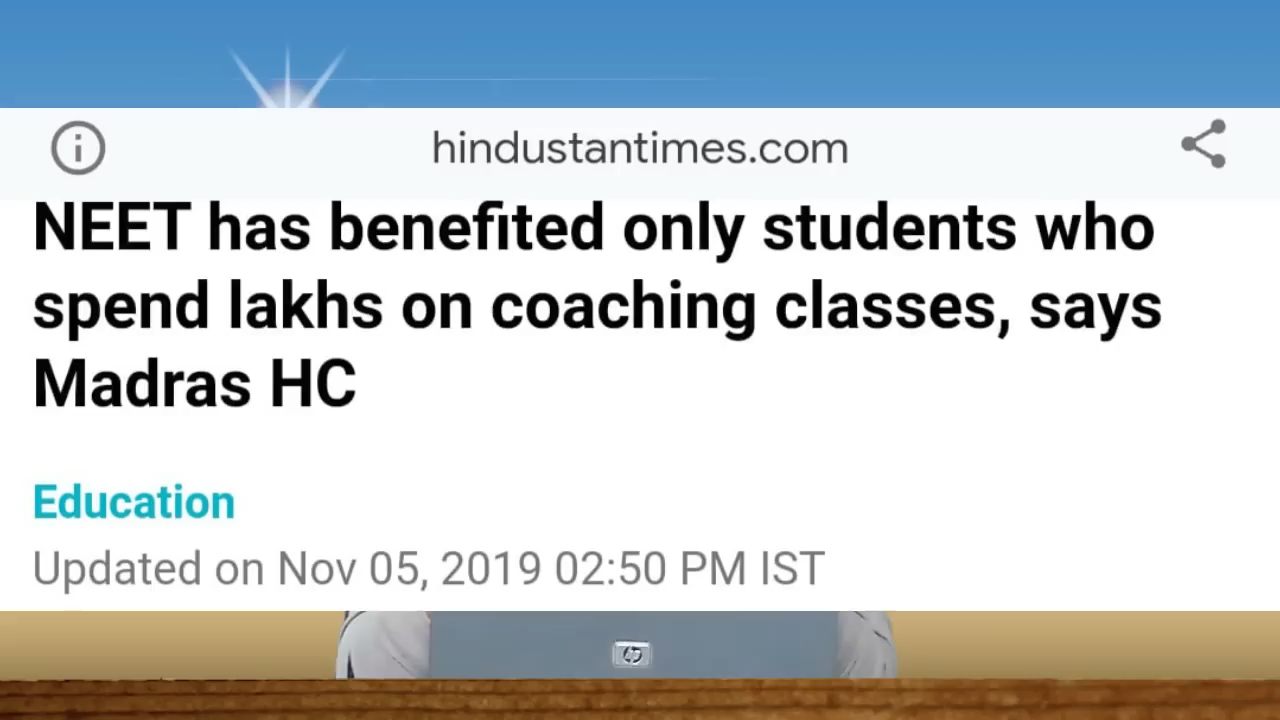 hindustantimes.com
NEET has benefited only students who
spend lakhs on coaching classes, says
Madras HC
Education
Updated on Nov 05, 2019 02:50 PM IST
hp